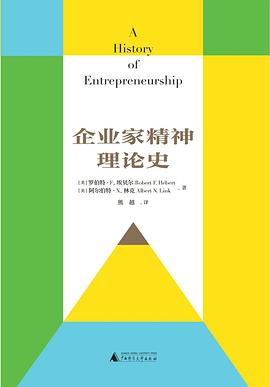 A
History
of
Entrepreneurship
企业家精神
理论史
[美] 罗伯特·F. 埃贝尔 Robert F. Hébert
[美] 阿尔伯特·N. 林克 Albert N. Link
著
熊 越 . 译
广西师范大学出版社